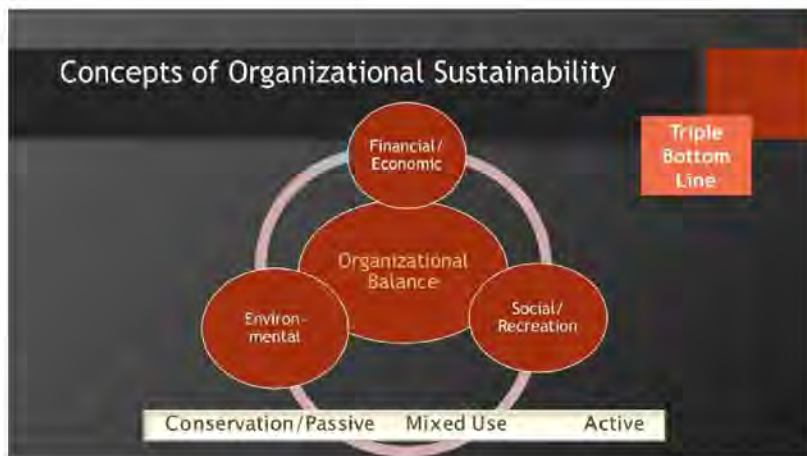 Concepts of Organizational Sustainability
Triple
Bottom
Line
Financial/
Economic
Organizational
Balance
Environ-
mental
Social/
Recreation
Conservation/Passive Mixed Use Active